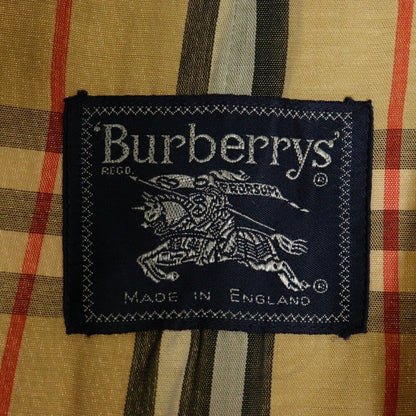 'Burberrys'
REGD.
PRORSUM
®
MADE IN ENGLAND
®